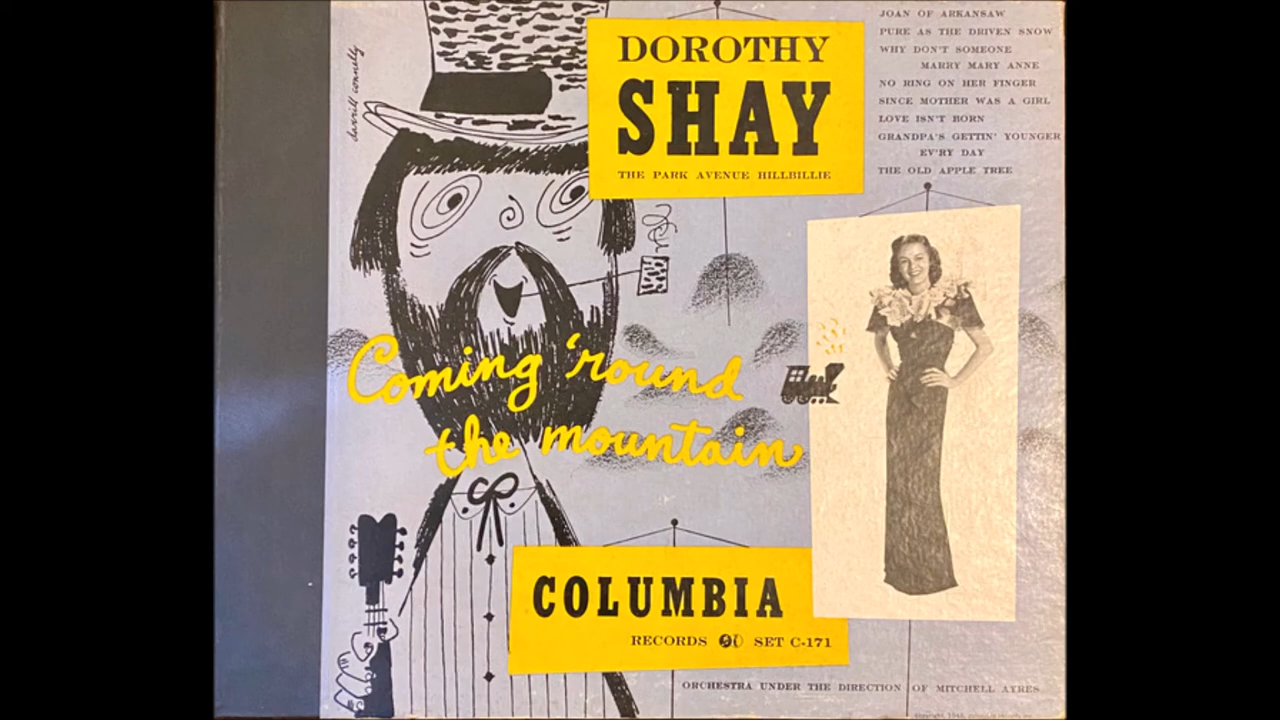 darrill connelly
DOROTHY
SHAY
THE PARK AVENUE HILLBILLIE
JOAN OF ARKANSAW
PURE AS THE DRIVEN SNOW
WHY DON'T SOMEONE
MARRY MARY ANNE
NO RING ON HER FINGER
SINCE MOTHER WAS A GIRL
LOVE ISN'T BORN
GRANDPA'S GETTIN' YOUNGER
EV'RY DAY
THE OLD APPLE TREE
Coming 'round
the mountain
COLUMBIA
RECORDS SET C-171
ORCHESTRA UNDER THE DIRECTION OF MITCHELL AYRES